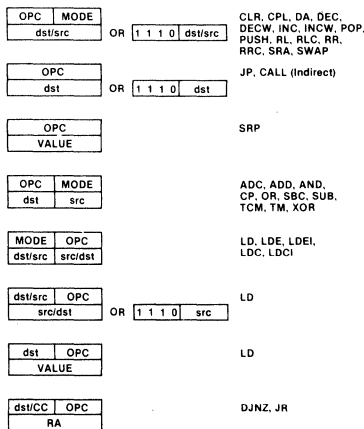 OPC MODE
dst/src OR 1 1 1 0 dst/src
CLR, CPL, DA, DEC,
DECW, INC, INCW, POP,
PUSH, RL, RLC, RR,
RRC, SRA, SWAP
OPC
dst OR 1 1 1 0 dst
JP, CALL (Indirect)
OPC
VALUE
SRP
OPC MODE
dst src
ADC, ADD, AND,
CP, OR, SBC, SUB,
TCM, TM, XOR
MODE OPC
dst/src src/dst
LD, LDE, LDEI,
LDC, LDCI
dst/src OPC
src/dst OR 1 1 1 0 src
LD
dst OPC
VALUE
LD
dst/CC OPC
RA
DJNZ, JR